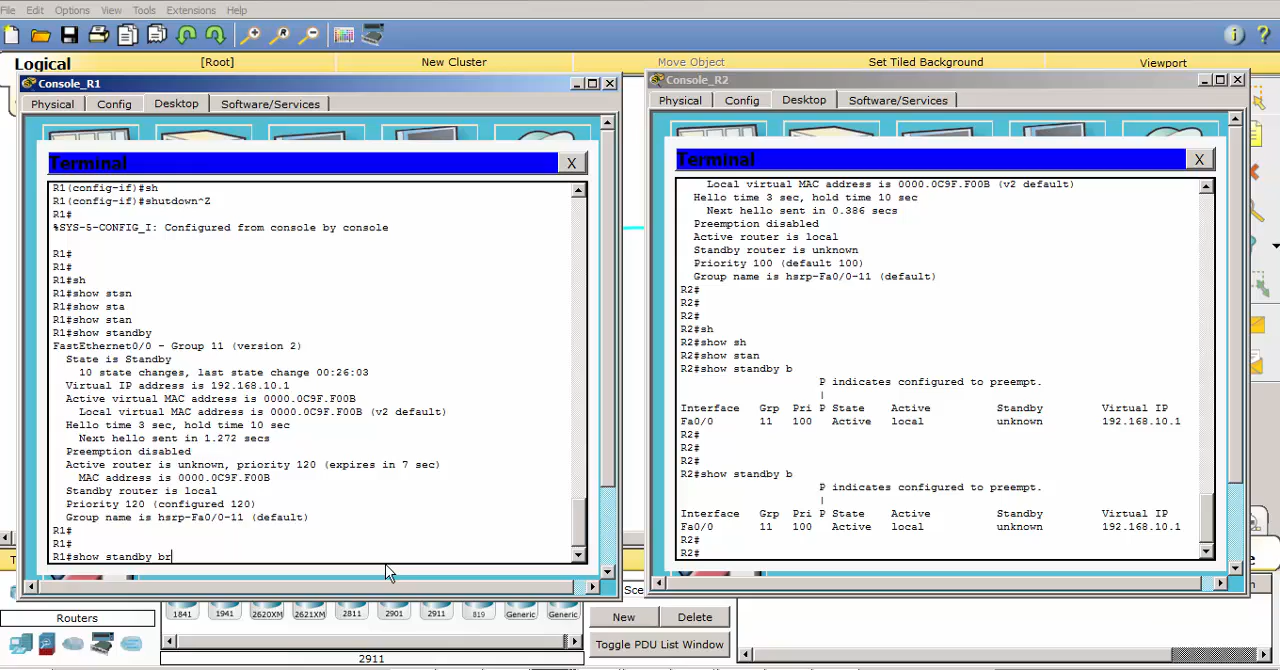 File Edit Options View Tools Extensions Help
Logical [Root] New Cluster Move Object Set Tiled Background Viewport
Console_R1
Physical Config Desktop Software/Services
Terminal X
R1(config-if)#sh
R1(config-if)#shutdown^Z
R1#
%SYS-5-CONFIG_I: Configured from console by console
R1#
R1#
R1#sh
R1#show stsn
R1#show sta
R1#show stan
R1#show standby
FastEthernet0/0 - Group 11 (version 2)
State is Standby
10 state changes, last state change 00:26:03
Virtual IP address is 192.168.10.1
Active virtual MAC address is 0000.0C9F.F00B
Local virtual MAC address is 0000.0C9F.F00B (v2 default)
Hello time 3 sec, hold time 10 sec
Next hello sent in 1.272 secs
Preemption disabled
Active router is unknown, priority 120 (expires in 7 sec)
MAC address is 0000.0C9F.F00B
Standby router is local
Priority 120 (configured 120)
Group name is hsrp-Fa0/0-11 (default)
R1#
R1#
R1#show standby br
Console_R2
Physical Config Desktop Software/Services
Terminal X
Local virtual MAC address is 0000.0C9F.F00B (v2 default)
Hello time 3 sec, hold time 10 sec
Next hello sent in 0.386 secs
Preemption disabled
Active router is local
Standby router is unknown
Priority 100 (default 100)
Group name is hsrp-Fa0/0-11 (default)
R2#
R2#
R2#
R2#sh
R2#show sh
R2#show stan
R2#show standby b
P indicates configured to preempt.
|
Interface Grp Pri P State Active Standby Virtual IP
Fa0/0 11 100 Active local unknown 192.168.10.1
R2#
R2#
R2#
R2#show standby b
P indicates configured to preempt.
|
Interface Grp Pri P State Active Standby Virtual IP
Fa0/0 11 100 Active local unknown 192.168.10.1
R2#
R2#
Routers
1841 1941 2620XM 2621XM 2811 2901 2911 819 Generic Generic
2911
New Delete
Toggle PDU List Window